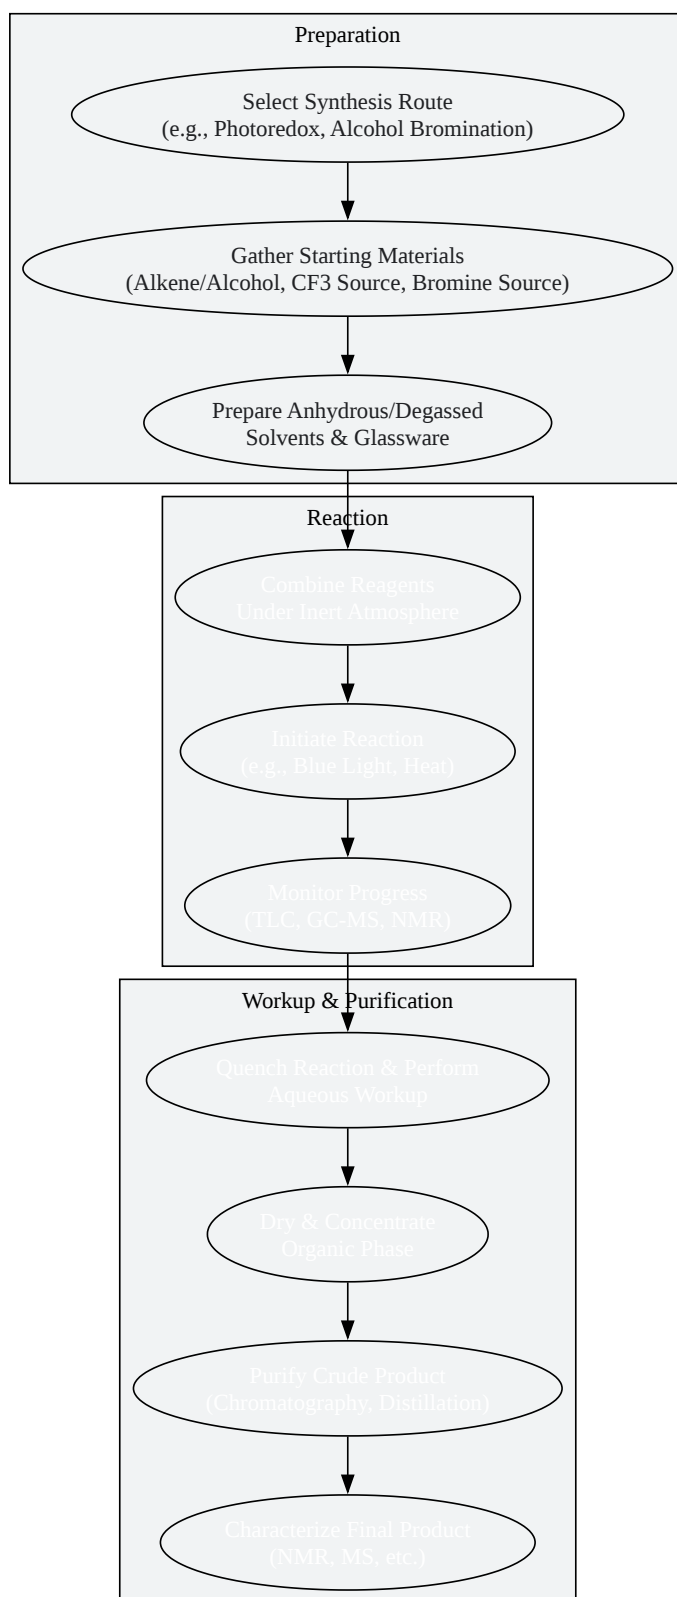 Preparation
Select Synthesis Route
(e.g., Photoredox, Alcohol Bromination)
Gather Starting Materials
(Alkene/Alcohol, CF3 Source, Bromine Source)
Prepare Anhydrous/Degassed
Solvents & Glassware
Reaction
Combine Reagents
Under Inert Atmosphere
Initiate Reaction
(e.g., Blue Light, Heat)
Monitor Progress
(TLC, GC-MS, NMR)
Workup & Purification
Quench Reaction & Perform
Aqueous Workup
Dry & Concentrate
Organic Phase
Purify Crude Product
(Chromatography, Distillation)
Characterize Final Product
(NMR, MS, etc.)